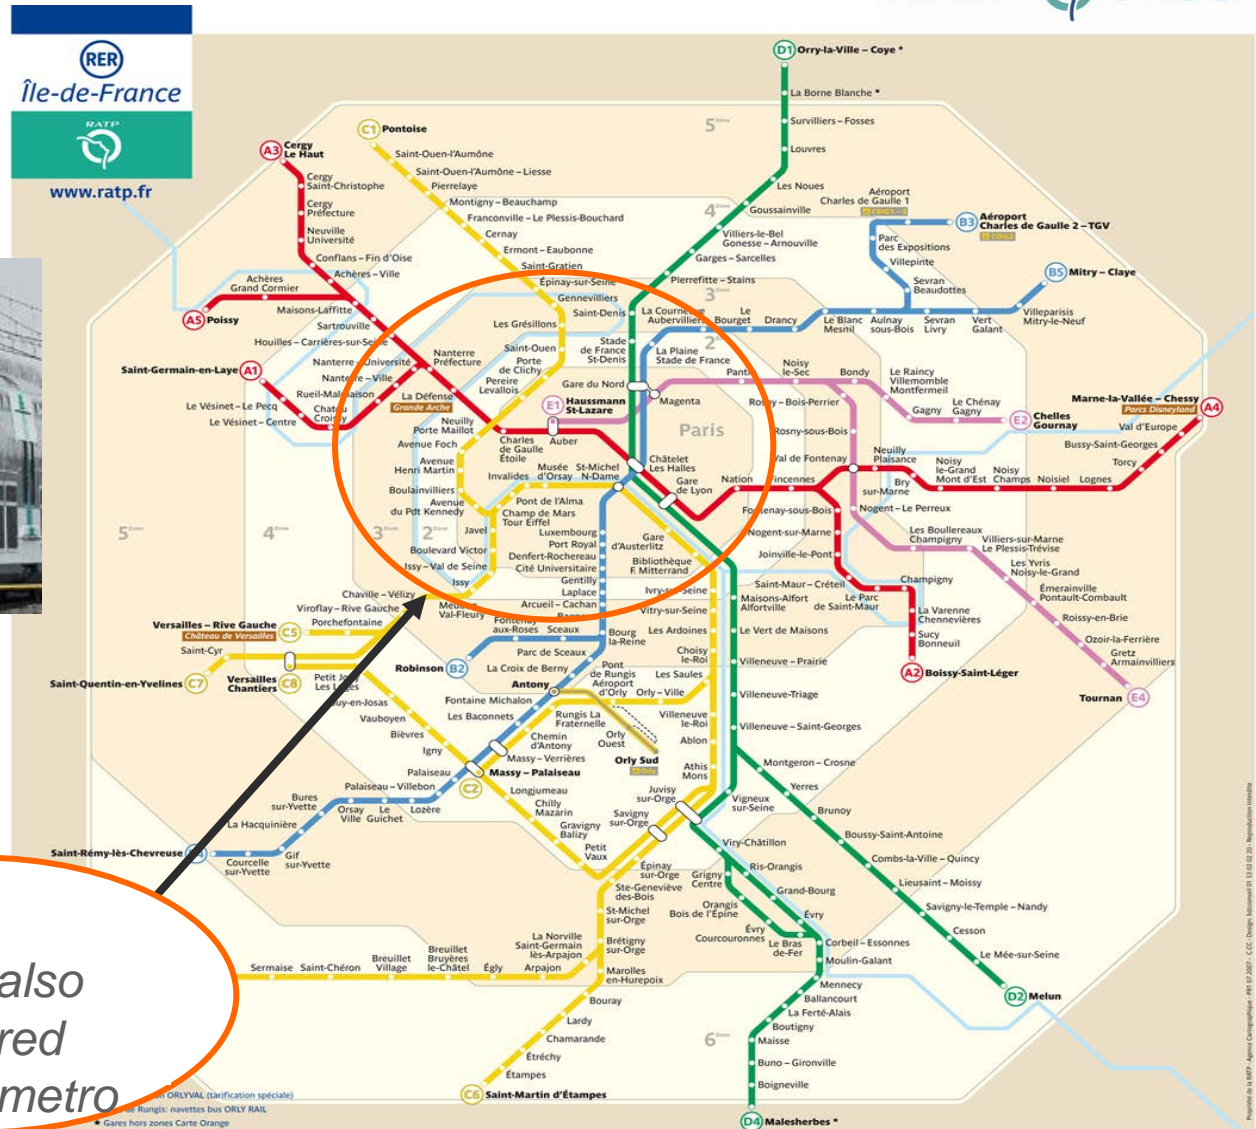 RER
Île-de-France
RATP
www.ratp.fr
D1 Orry-la-Ville – Coye *
La Borne Blanche *
Survilliers – Fosses
Louvres
Les Noues
Goussainville
Villiers-le-Bel
Gonesse – Arnouville
Garges – Sarcelles
Pierrefitte – Stains
Saint-Denis
Stade
de France
St-Denis
5 Zone
4 Zone
3 Zone
2 Zone
C1 Pontoise
Saint-Ouen-l'Aumône
Saint-Ouen-l'Aumône – Liesse
Pierrelaye
Montigny – Beauchamp
Franconville – Le Plessis-Bouchard
Cernay
Ermont – Eaubonne
Saint-Gratien
Épinay-sur-Seine
Gennevilliers
Les Grésillons
Saint-Ouen
Porte
de Clichy
Pereire
Levallois
A3 Cergy
Le Haut
Cergy
Saint-Christophe
Cergy
Préfecture
Neuville
Université
Conflans – Fin d'Oise
Achères – Ville
Achères
Grand Cormier
A5 Poissy
Maisons-Laffitte
Sartrouville
Houilles – Carrières-sur-Seine
Nanterre
Préfecture
Nanterre – Université
Nanterre – Ville
Rueil-Malmaison
Chatou
Croissy
Le Vésinet – Le Pecq
Le Vésinet – Centre
Saint-Germain-en-Laye A1
La Défense
Grande Arche
Aéroport
Charles de Gaulle 1
B3 Aéroport
Charles de Gaulle 2 – TGV
Parc
des Expositions
Villepinte
Sevran
Beaudottes
B5 Mitry – Claye
Villeparisis
Mitry-le-Neuf
Vert
Galant
Sevran
Livry
Aulnay
sous-Bois
Le Blanc
Mesnil
Drancy
Le
Bourget
La Courneuve
Aubervilliers
La Plaine
Stade de France
Gare du Nord
Magenta
E1 Haussmann
St-Lazare
Auber
Paris
Pantin
Noisy
le-Sec
Bondy
Le Raincy
Villemomble
Montfermeil
Gagny
Le Chénay
Gagny
E2 Chelles
Gournay
Rosny – Bois-Perrier
Rosny-sous-Bois
Val de Fontenay
Neuilly
Plaisance
Bry
sur-Marne
Noisy
le-Grand
Mont d'Est
Noisy
Champs
Noisiel
Lognes
Torcy
Bussy-Saint-Georges
Val d'Europe
Marne-la-Vallée – Chessy A4
Parcs Disneyland
Neuilly
Porte Maillot
Avenue Foch
Avenue
Henri Martin
Boulainvilliers
Avenue
du Pdt Kennedy
Charles
de Gaulle
Étoile
Invalides
Musée
d'Orsay
St-Michel
N-Dame
Châtelet
Les Halles
Gare
de Lyon
Nation
Vincennes
Fontenay-sous-Bois
Nogent-sur-Marne
Joinville-le-Pont
Nogent – Le Perreux
Les Boullereaux
Champigny
Villiers-sur-Marne
Le Plessis-Trévise
Les Yvris
Noisy-le-Grand
Émerainville
Pontault-Combault
Roissy-en-Brie
Ozoir-la-Ferrière
Gretz
Armainvilliers
Tournan E4
Saint-Maur – Créteil
Le Parc
de Saint-Maur
Champigny
La Varenne
Chennevières
Sucy
Bonneuil
A2 Boissy-Saint-Léger
Pont de l'Alma
Champ de Mars
Tour Eiffel
Javel
Boulevard Victor
Issy – Val de Seine
Issy
Meudon
Val-Fleury
Luxembourg
Port Royal
Denfert-Rochereau
Cité Universitaire
Gentilly
Laplace
Arcueil – Cachan
Bagneux
Bourg
la-Reine
Gare
d'Austerlitz
Bibliothèque
F. Mitterrand
Ivry-sur-Seine
Vitry-sur-Seine
Les Ardoines
Choisy
le-Roi
Les Saules
Villeneuve
le-Roi
Ablon
Athis
Mons
Juvisy
sur-Orge
5 Zone
4 Zone
3 Zone
2 Zone
Chaville – Vélizy
Viroflay – Rive Gauche
Porchefontaine
Versailles – Rive Gauche C5
Château de Versailles
Saint-Cyr
Saint-Quentin-en-Yvelines C7
Versailles
Chantiers C8
Petit Jouy
Les Loges
Jouy-en-Josas
Vauboyen
Bièvres
Igny
Fontenay
aux-Roses
Sceaux
Robinson B2
Parc de Sceaux
La Croix de Berny
Antony
Fontaine Michalon
Les Baconnets
Massy – Verrières
Massy – Palaiseau
C2
Chemin
d'Antony
Rungis La
Fraternelle
Pont
de Rungis
Aéroport
d'Orly
Orly – Ville
Orly
Ouest
Orly Sud
Palaiseau
Palaiseau – Villebon
Lozère
Le
Guichet
Orsay
Ville
Bures
sur-Yvette
La Hacquinière
Gif
sur-Yvette
Courcelle
sur-Yvette
Saint-Rémy-lès-Chevreuse
Longjumeau
Chilly
Mazarin
Gravigny
Balizy
Petit
Vaux
Savigny
sur-Orge
Épinay
sur-Orge
Ste-Geneviève
des-Bois
St-Michel
sur-Orge
Brétigny
sur-Orge
Marolles
en-Hurepoix
Bouray
Lardy
Chamarande
Étréchy
Étampes
C6 Saint-Martin d'Étampes
La Norville
Saint-Germain
lès-Arpajon
Arpajon
Égly
Breuillet
Bruyères
le-Châtel
Breuillet
Village
Saint-Chéron
Sermaise
Maisons-Alfort
Alfortville
Le Vert de Maisons
Villeneuve – Prairie
Villeneuve-Triage
Villeneuve – Saint-Georges
Montgeron – Crosne
Yerres
Brunoy
Boussy-Saint-Antoine
Combs-la-Ville – Quincy
Lieusaint – Moissy
Savigny-le-Temple – Nandy
Cesson
Le Mée-sur-Seine
D2 Melun
Vigneux
sur-Seine
Viry-Châtillon
Ris-Orangis
Grand-Bourg
Évry
Grigny
Centre
Orangis
Bois de l'Épine
Évry
Courcouronnes
Le Bras
de-Fer
Corbeil – Essonnes
Moulin-Galant
Mennecy
Ballancourt
La Ferté-Alais
Boutigny
Maisse
Buno – Gironville
Boigneville
D4 Malesherbes *
6 Zone
also
red
metro
ORLYVAL (tarification spéciale)
de Rungis: navettes bus ORLY RAIL
* Gares hors zones Carte Orange